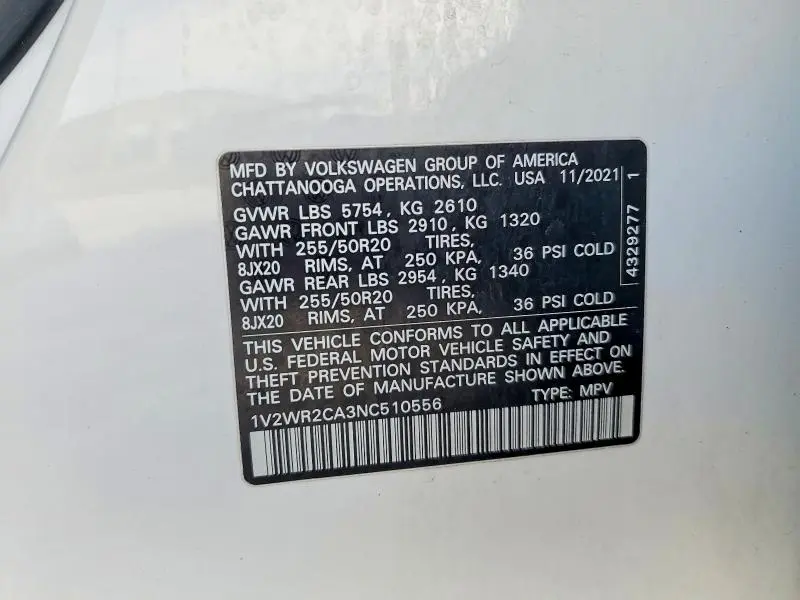 MFD BY VOLKSWAGEN GROUP OF AMERICA
CHATTANOOGA OPERATIONS, LLC. USA 11/2021
GVWR LBS 5754, KG 2610
GAWR FRONT LBS 2910, KG 1320
WITH 255/50R20 TIRES,
8JX20 RIMS, AT 250 KPA, 36 PSI COLD
GAWR REAR LBS 2954, KG 1340
WITH 255/50R20 TIRES,
8JX20 RIMS, AT 250 KPA, 36 PSI COLD
THIS VEHICLE CONFORMS TO ALL APPLICABLE
U.S. FEDERAL MOTOR VEHICLE SAFETY AND
THEFT PREVENTION STANDARDS IN EFFECT ON
THE DATE OF MANUFACTURE SHOWN ABOVE.
1V2WR2CA3NC510556 TYPE: MPV
4329277 1